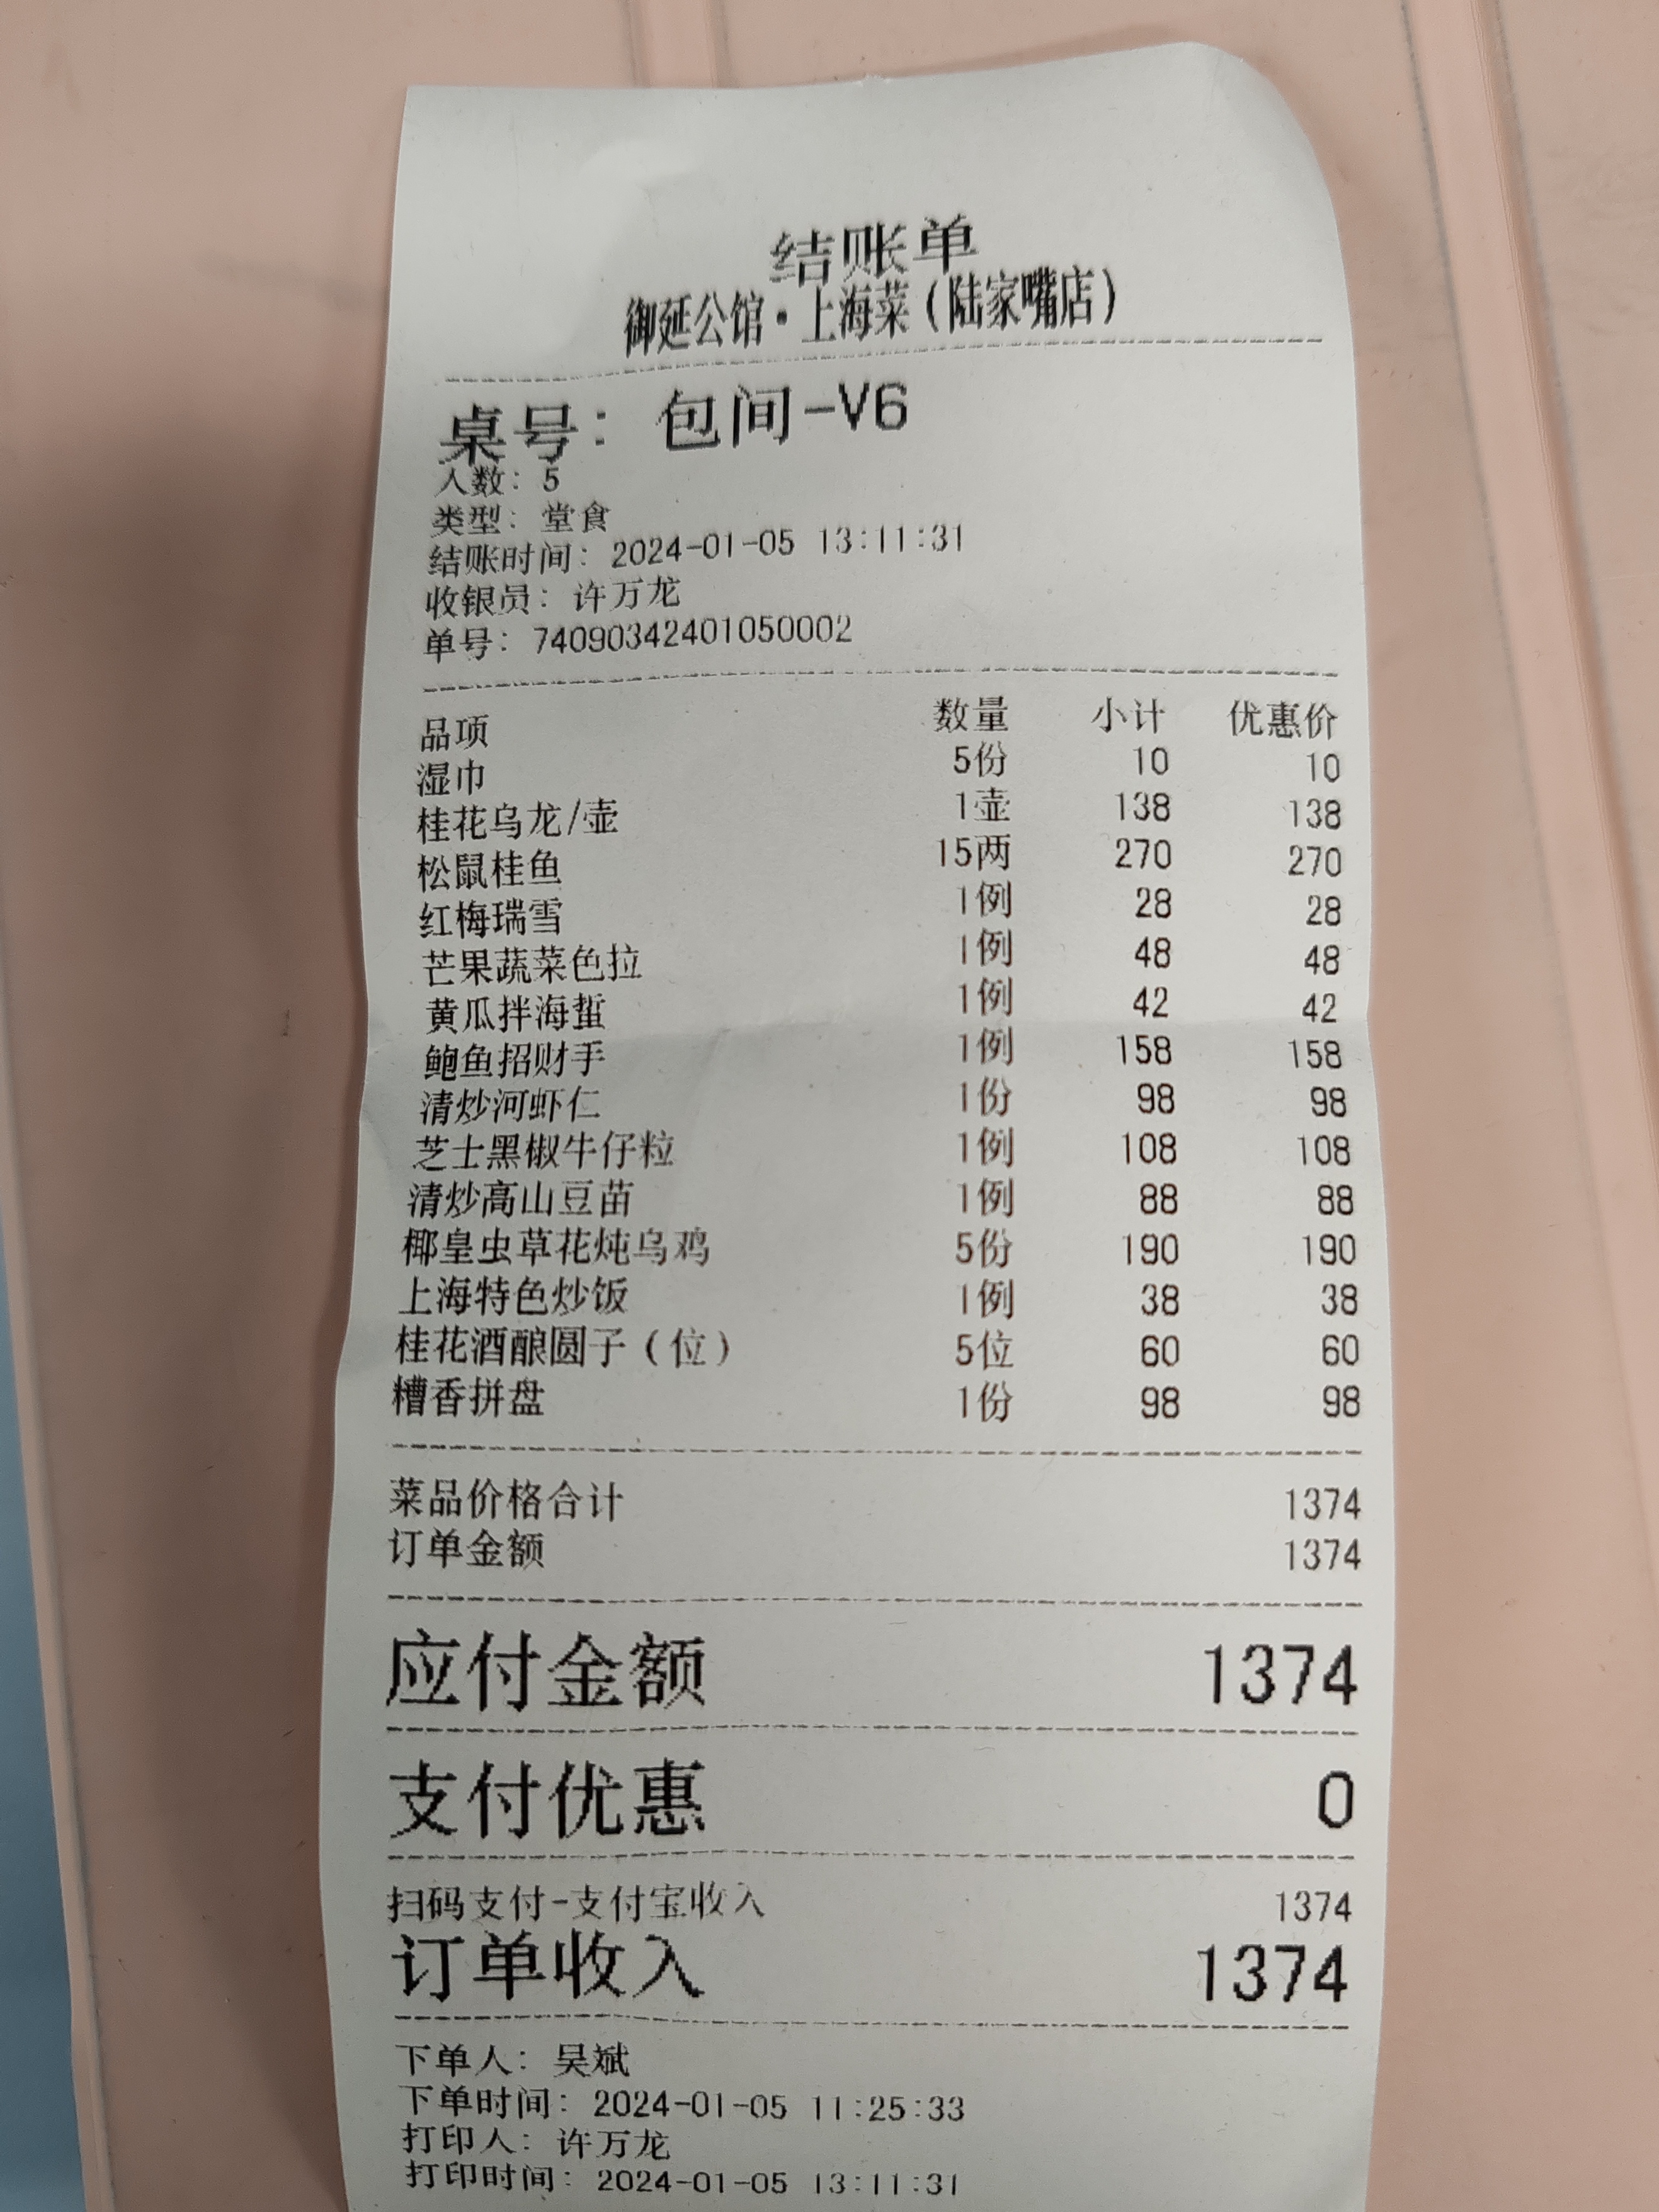 结账单
御延公馆·上海菜(陆家嘴店)
桌号: 包间-V6
人数: 5
类型: 堂食
结账时间: 2024-01-05 13:11:31
收银员: 许万龙
单号: 74090342401050002
品项 数量 小计 优惠价
湿巾 5份 10 10
桂花乌龙/壶 1壶 138 138
松鼠桂鱼 15两 270 270
红梅瑞雪 1例 28 28
芒果蔬菜色拉 1例 48 48
黄瓜拌海蜇 1例 42 42
鲍鱼招财手 1例 158 158
清炒河虾仁 1份 98 98
芝士黑椒牛仔粒 1例 108 108
清炒高山豆苗 1例 88 88
椰皇虫草花炖乌鸡 5份 190 190
上海特色炒饭 1例 38 38
桂花酒酿圆子(位) 5位 60 60
糟香拼盘 1份 98 98
菜品价格合计 1374
订单金额 1374
应付金额 1374
支付优惠 0
扫码支付-支付宝收入 1374
订单收入 1374
下单人: 吴斌
下单时间: 2024-01-05 11:25:33
打印人: 许万龙
打印时间: 2024-01-05 13:11:31